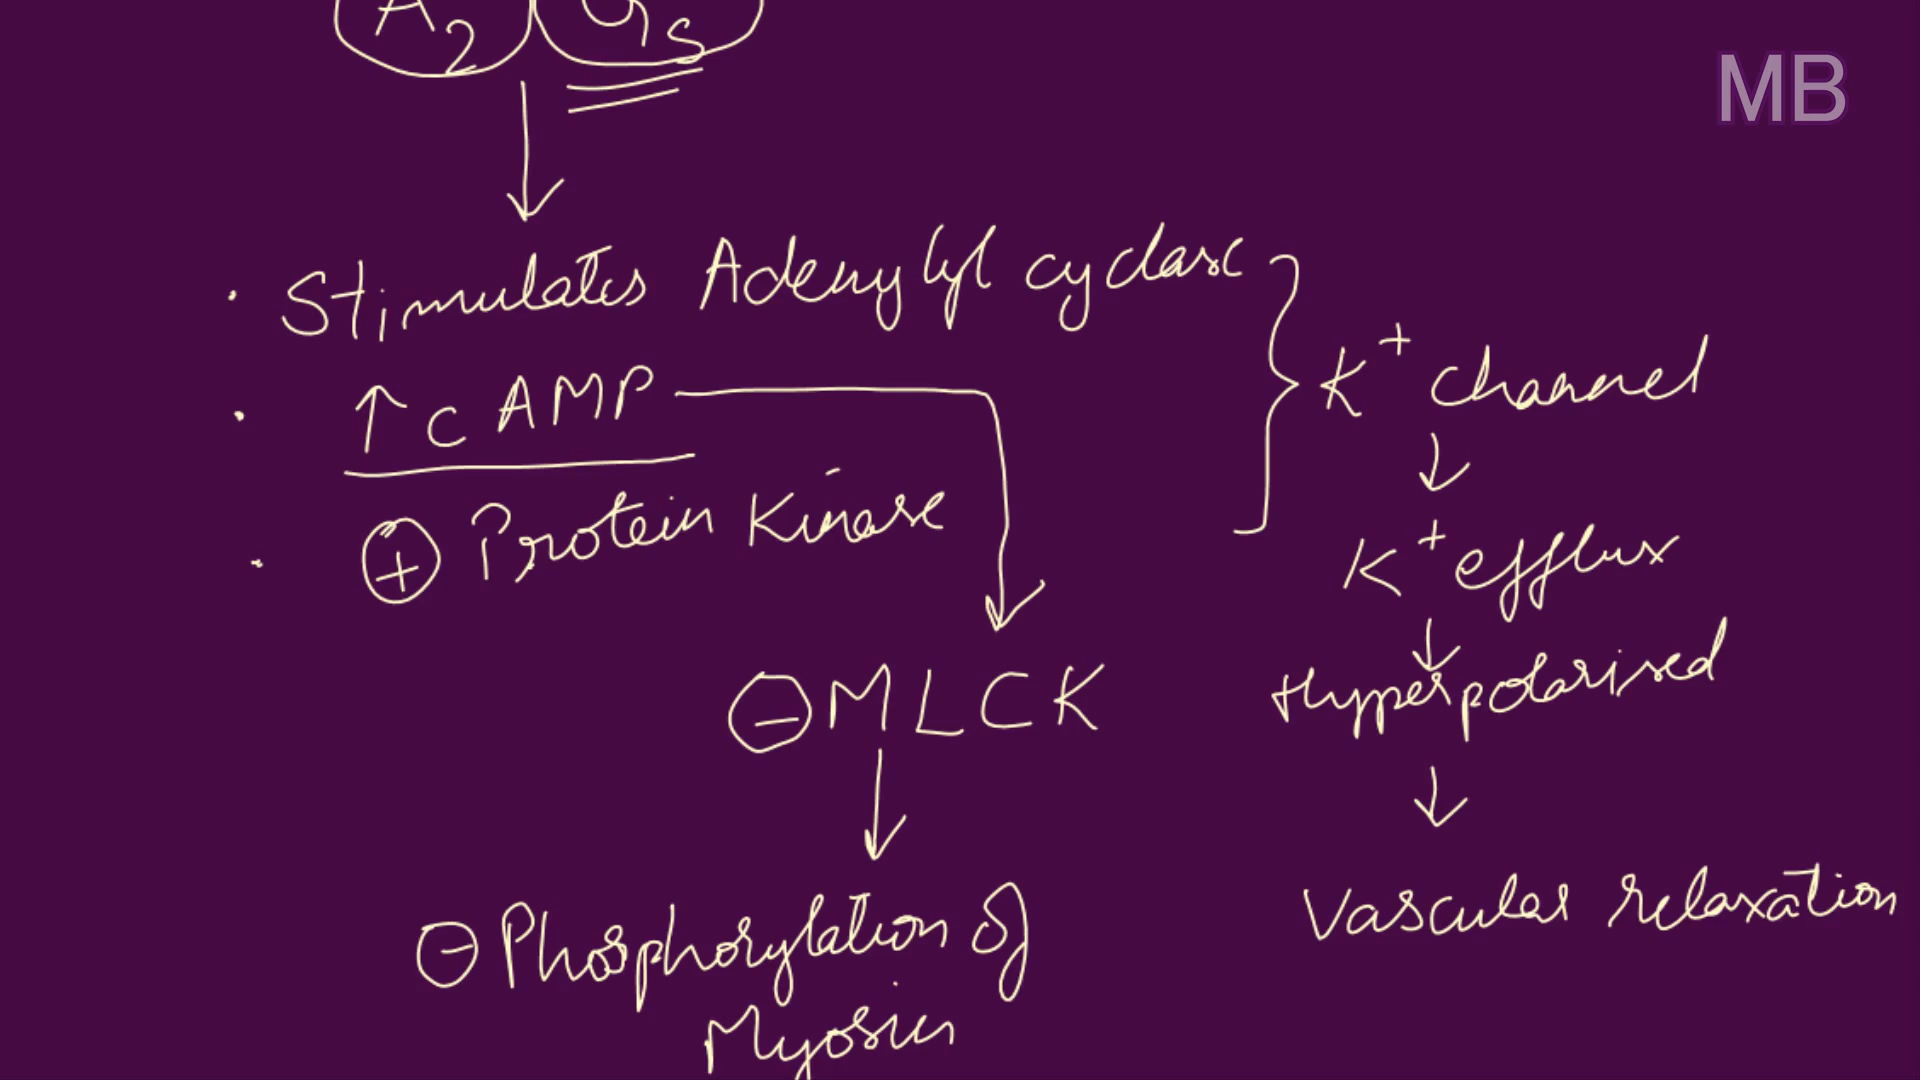 A2 Gs
MB
· Stimulates Adenylyl cyclase
· ↑ c AMP
K+ channel
↓
K+ efflux
↓
Hyperpolarised
↓
Vascular relaxation
· ⊕ Protein Kinase
⊖ MLCK
↓
⊖ Phosphorylation of
Myosin